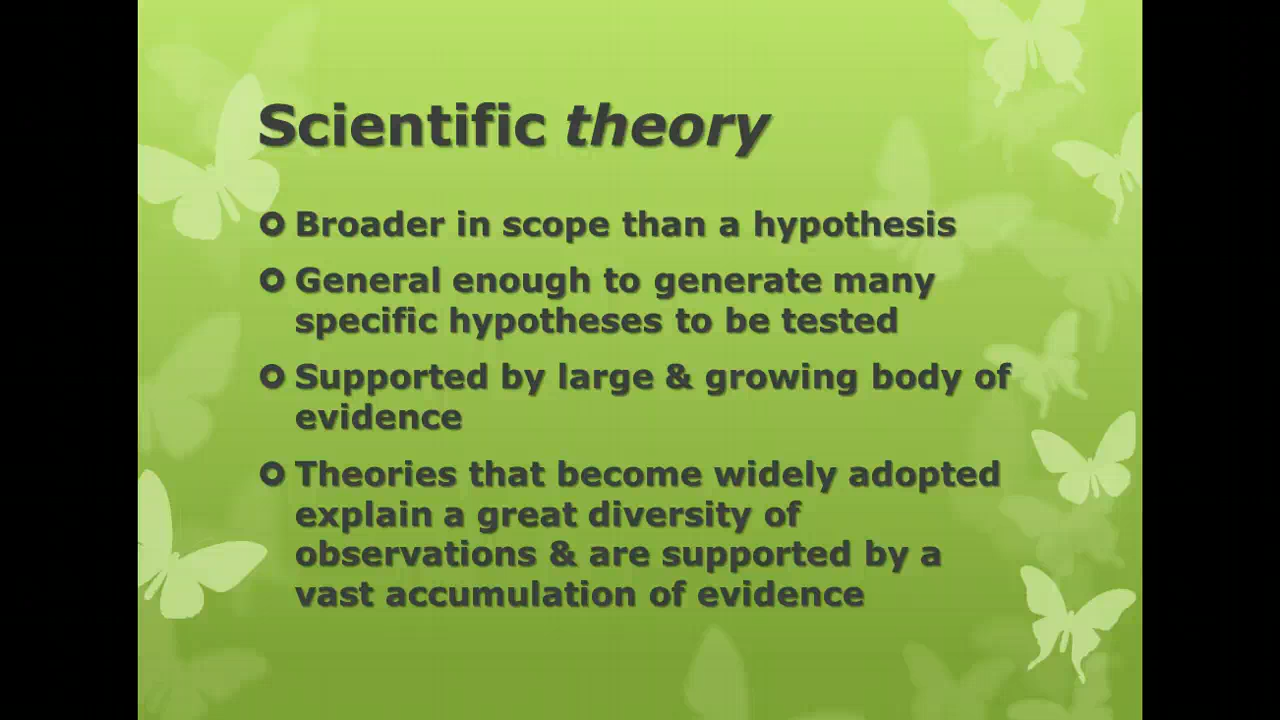 Scientific theory
Broader in scope than a hypothesis
General enough to generate many
specific hypotheses to be tested
Supported by large & growing body of
evidence
Theories that become widely adopted
explain a great diversity of
observations & are supported by a
vast accumulation of evidence